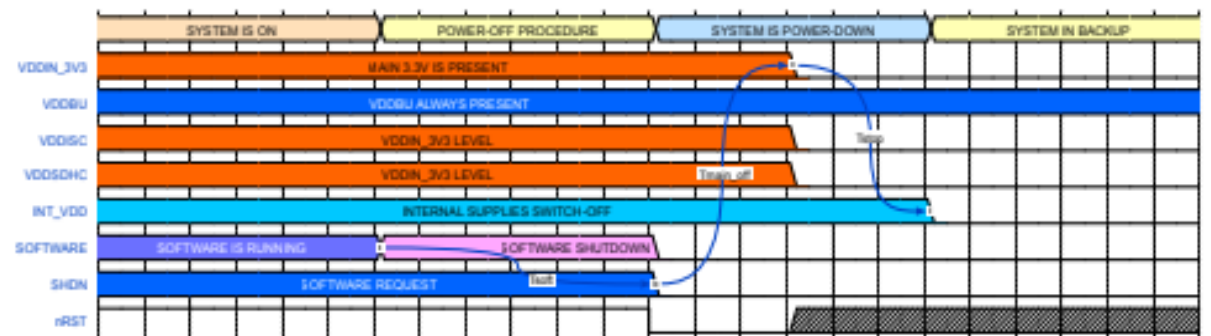 SYSTEM IS ON POWER-OFF PROCEDURE SYSTEM IS POWER-DOWN SYSTEM IN BACKUP
VDDIN_3V3 MAIN 3.3V IS PRESENT
VDDBU VDDBU ALWAYS PRESENT
VDDISC VDDIN_3V3 LEVEL
VDDSDHC VDDIN_3V3 LEVEL Tmain_off
INT_VDD INTERNAL SUPPLIES SWITCH-OFF
SOFTWARE SOFTWARE IS RUNNING SOFTWARE SHUTDOWN
SHDN SOFTWARE REQUEST Tsoft
nRST